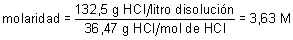 molaridad = 132,5 g HCl/litro disolución / 36,47 g HCl/mol de HCl = 3,63 M